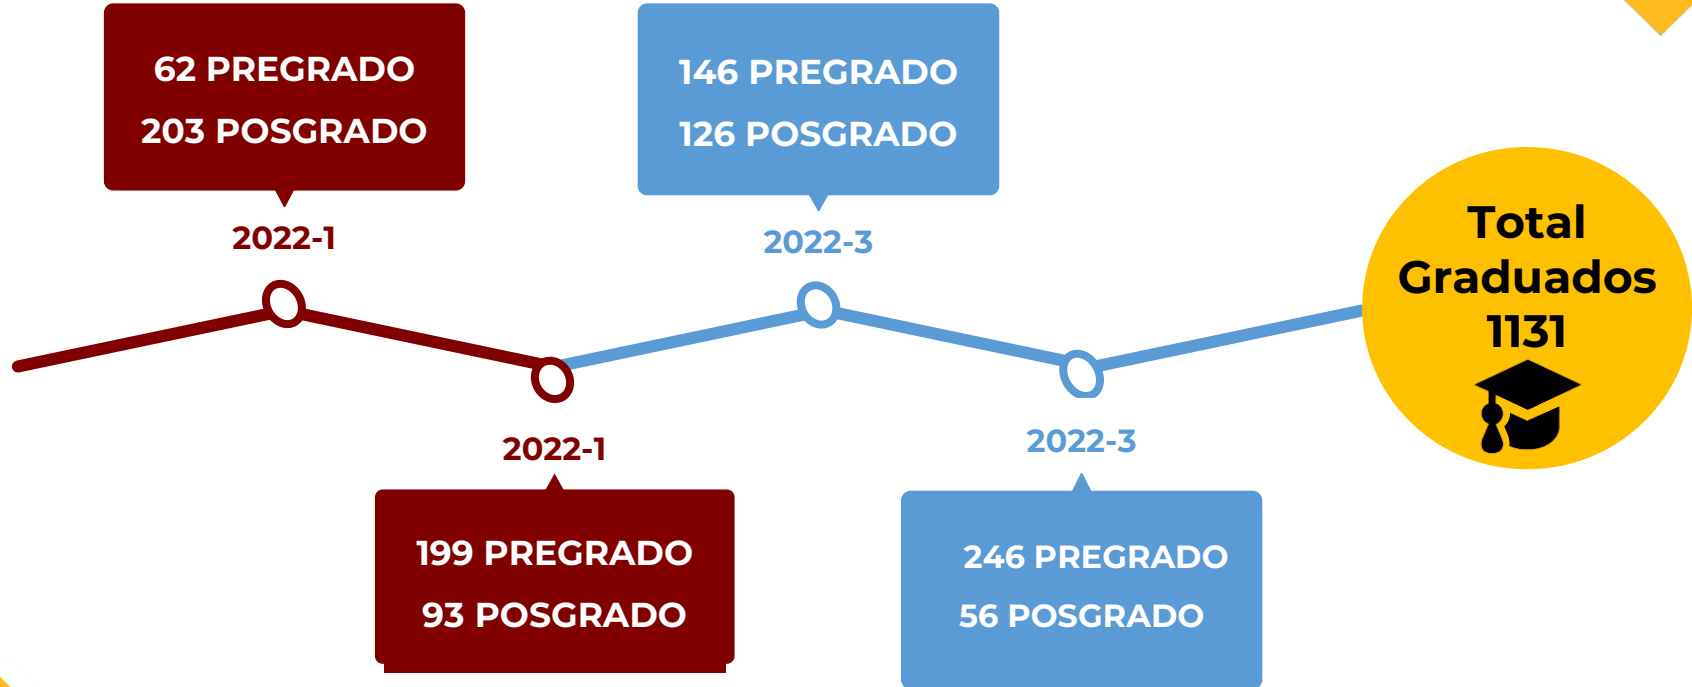 62 PREGRADO
203 POSGRADO
2022-1
199 PREGRADO
93 POSGRADO
2022-1
146 PREGRADO
126 POSGRADO
2022-3
246 PREGRADO
56 POSGRADO
2022-3
Total
Graduados
1131